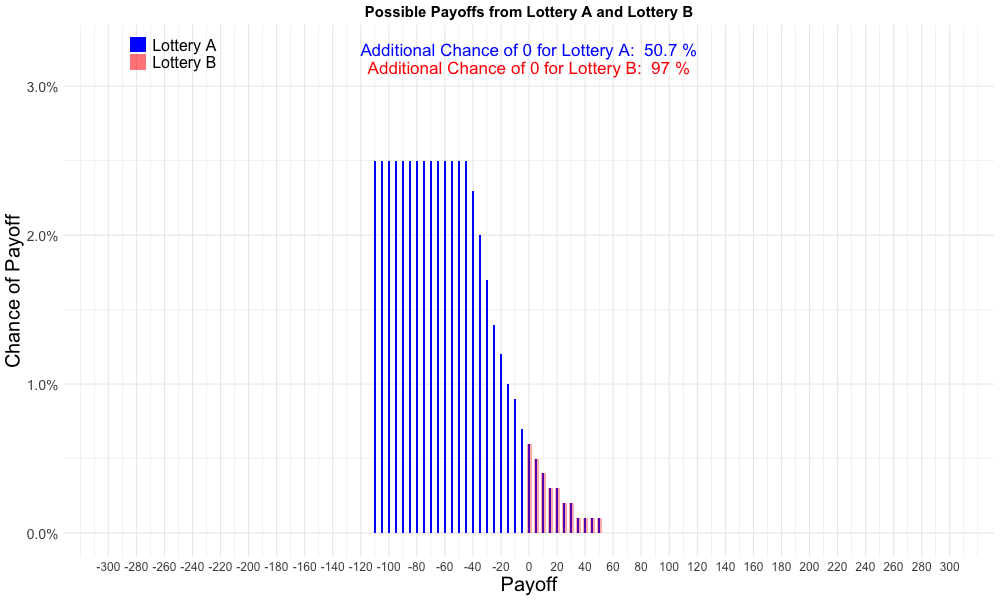 Possible Payoffs from Lottery A and Lottery B
Lottery A
Lottery B
Additional Chance of 0 for Lottery A:  50.7 %
Additional Chance of 0 for Lottery B:  97 %
Chance of Payoff
3.0%
2.0%
1.0%
0.0%
-300 -280 -260 -240 -220 -200 -180 -160 -140 -120 -100 -80 -60 -40 -20 0 20 40 60 80 100 120 140 160 180 200 220 240 260 280 300
Payoff